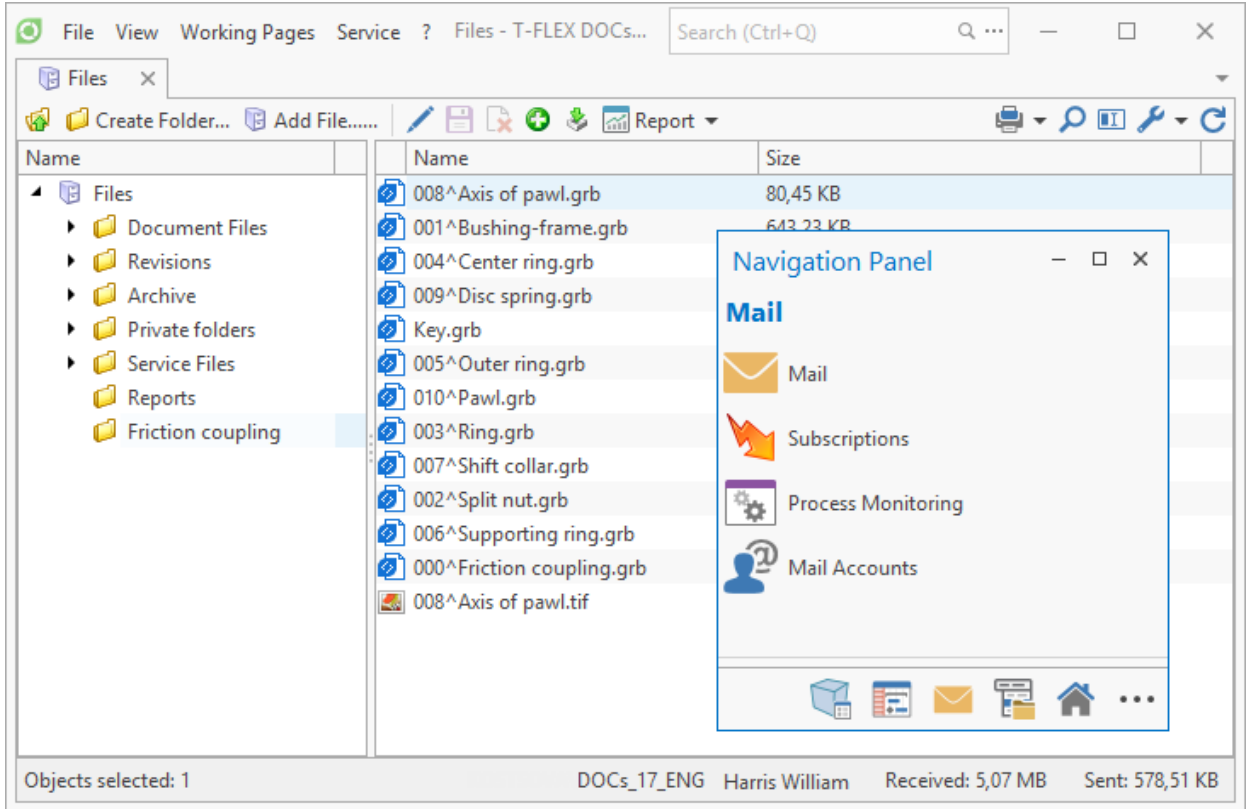 File View Working Pages Service ? Files - T-FLEX DOCs... Search (Ctrl+Q)
Files
Create Folder... Add File...... Report
Name
Files
Document Files
Revisions
Archive
Private folders
Service Files
Reports
Friction coupling
Name Size
008^Axis of pawl.grb 80,45 KB
001^Bushing-frame.grb 643,23 KB
004^Center ring.grb
009^Disc spring.grb
Key.grb
005^Outer ring.grb
010^Pawl.grb
003^Ring.grb
007^Shift collar.grb
002^Split nut.grb
006^Supporting ring.grb
000^Friction coupling.grb
008^Axis of pawl.tif
Navigation Panel
Mail
Mail
Subscriptions
Process Monitoring
Mail Accounts
Objects selected: 1 DOCs_17_ENG Harris William Received: 5,07 MB Sent: 578,51 KB